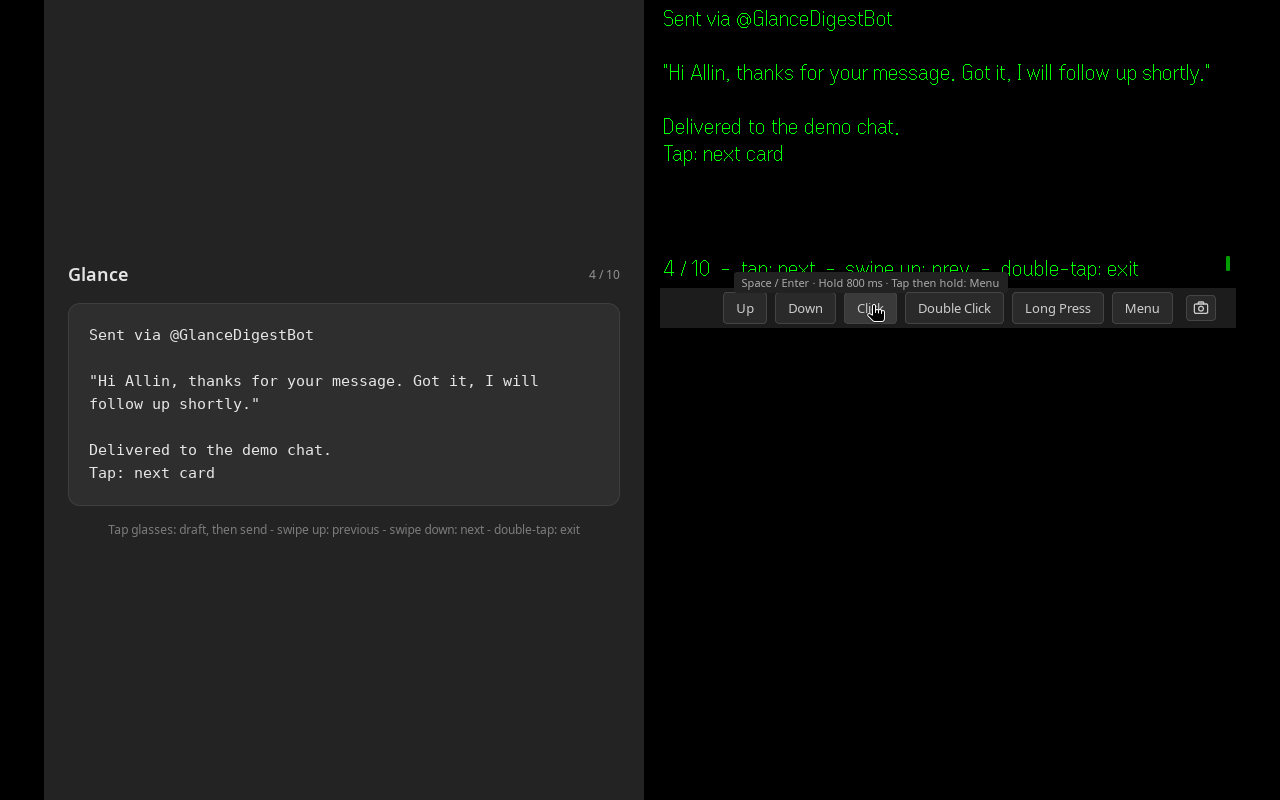 Glance
4 / 10
Sent via @GlanceDigestBot
"Hi Allin, thanks for your message. Got it, I will
follow up shortly."
Delivered to the demo chat.
Tap: next card
Tap glasses: draft, then send - swipe up: previous - swipe down: next - double-tap: exit
Sent via @GlanceDigestBot
"Hi Allin, thanks for your message. Got it, I will follow up shortly."
Delivered to the demo chat.
Tap: next card
4 / 10 - tap: next - swipe up: prev - double-tap: exit
Space / Enter · Hold 800 ms · Tap then hold: Menu
Up Down Click Double Click Long Press Menu